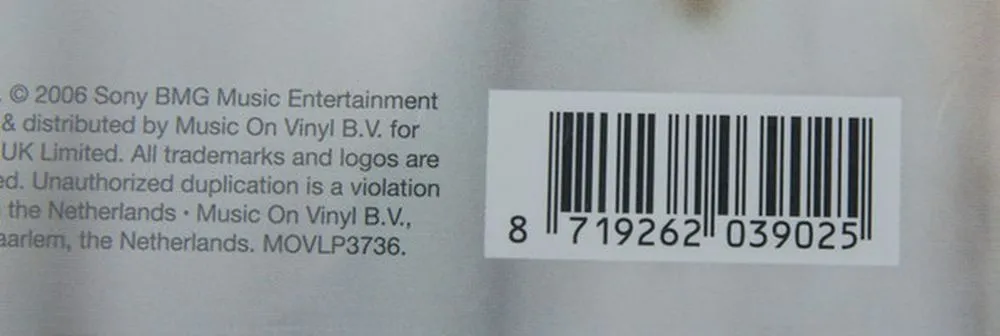 . © 2006 Sony BMG Music Entertainment
& distributed by Music On Vinyl B.V. for
UK Limited. All trademarks and logos are
ed. Unauthorized duplication is a violation
the Netherlands · Music On Vinyl B.V.,
aarlem, the Netherlands. MOVLP3736.
8 719262 039025